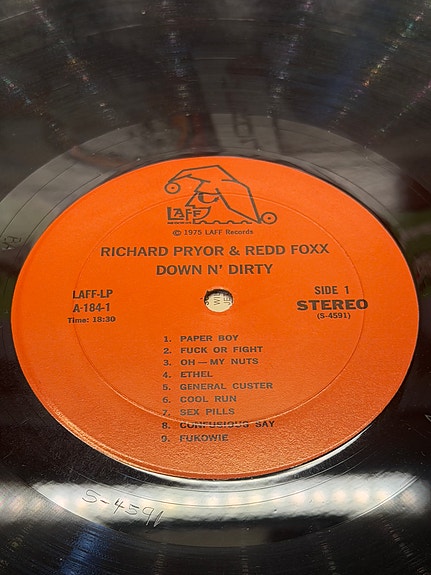 LAFF
© 1975 LAFF Records
RICHARD PRYOR & REDD FOXX
DOWN N' DIRTY
LAFF-LP
A-184-1
Time: 18:30
SIDE 1
STEREO
(S-4591)
1. PAPER BOY
2. FUCK OR FIGHT
3. OH — MY NUTS
4. ETHEL
5. GENERAL CUSTER
6. COOL RUN
7. SEX PILLS
8. CONFUSIOUS SAY
9. FUKOWIE
S-4591